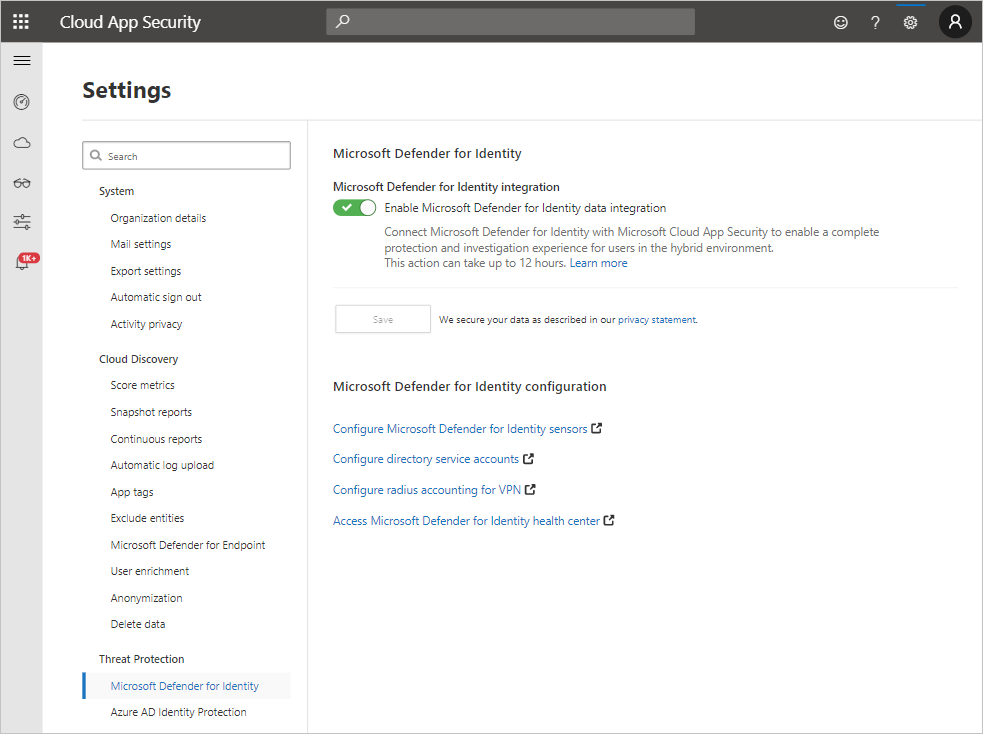 Cloud App Security
?
1K+
Settings
Search
System
Organization details
Mail settings
Export settings
Automatic sign out
Activity privacy
Cloud Discovery
Score metrics
Snapshot reports
Continuous reports
Automatic log upload
App tags
Exclude entities
Microsoft Defender for Endpoint
User enrichment
Anonymization
Delete data
Threat Protection
Microsoft Defender for Identity
Azure AD Identity Protection
Microsoft Defender for Identity
Microsoft Defender for Identity integration
Enable Microsoft Defender for Identity data integration
Connect Microsoft Defender for Identity with Microsoft Cloud App Security to enable a complete
protection and investigation experience for users in the hybrid environment.
This action can take up to 12 hours. Learn more
Save
We secure your data as described in our privacy statement.
Microsoft Defender for Identity configuration
Configure Microsoft Defender for Identity sensors
Configure directory service accounts
Configure radius accounting for VPN
Access Microsoft Defender for Identity health center